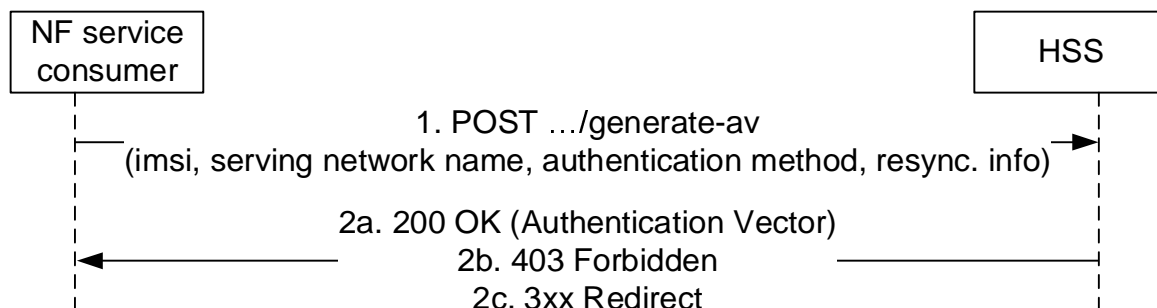 NF service
consumer
HSS
1. POST …/generate-av
(imsi, serving network name, authentication method, resync. info)
2a. 200 OK (Authentication Vector)
2b. 403 Forbidden
2c. 3xx Redirect